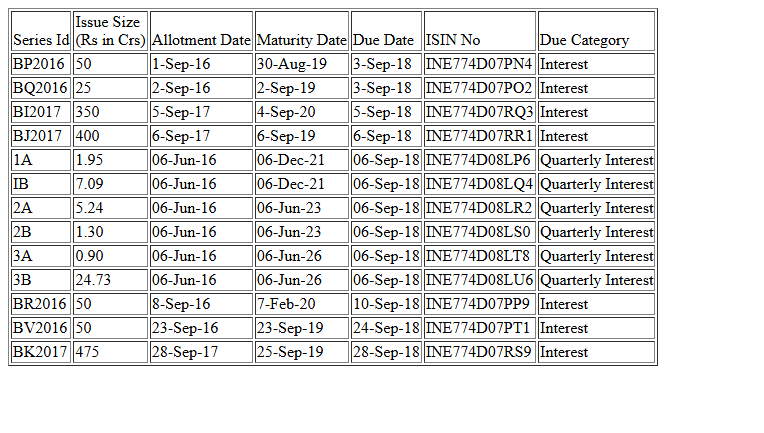 Series Id Issue Size (Rs in Crs) Allotment Date Maturity Date Due Date ISIN No Due Category
BP2016 50 1-Sep-16 30-Aug-19 3-Sep-18 INE774D07PN4 Interest
BQ2016 25 2-Sep-16 2-Sep-19 3-Sep-18 INE774D07PO2 Interest
BI2017 350 5-Sep-17 4-Sep-20 5-Sep-18 INE774D07RQ3 Interest
BJ2017 400 6-Sep-17 6-Sep-19 6-Sep-18 INE774D07RR1 Interest
1A 1.95 06-Jun-16 06-Dec-21 06-Sep-18 INE774D08LP6 Quarterly Interest
IB 7.09 06-Jun-16 06-Dec-21 06-Sep-18 INE774D08LQ4 Quarterly Interest
2A 5.24 06-Jun-16 06-Jun-23 06-Sep-18 INE774D08LR2 Quarterly Interest
2B 1.30 06-Jun-16 06-Jun-23 06-Sep-18 INE774D08LS0 Quarterly Interest
3A 0.90 06-Jun-16 06-Jun-26 06-Sep-18 INE774D08LT8 Quarterly Interest
3B 24.73 06-Jun-16 06-Jun-26 06-Sep-18 INE774D08LU6 Quarterly Interest
BR2016 50 8-Sep-16 7-Feb-20 10-Sep-18 INE774D07PP9 Interest
BV2016 50 23-Sep-16 23-Sep-19 24-Sep-18 INE774D07PT1 Interest
BK2017 475 28-Sep-17 25-Sep-19 28-Sep-18 INE774D07RS9 Interest